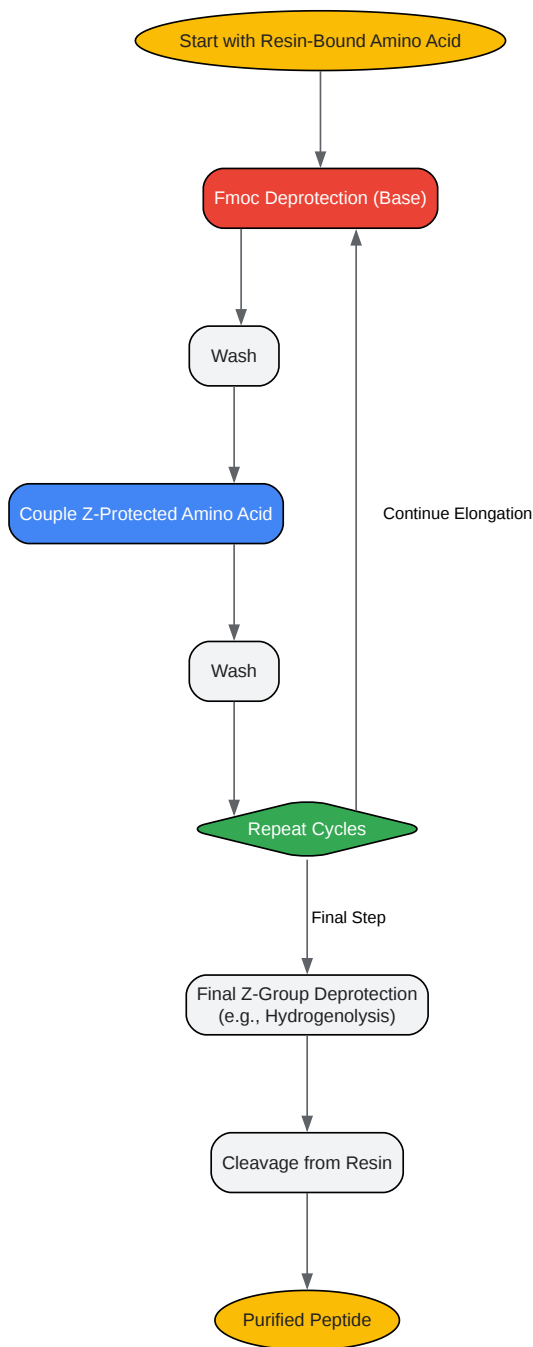 Start with Resin-Bound Amino Acid
Fmoc Deprotection (Base)
Wash
Couple Z-Protected Amino Acid
Continue Elongation
Wash
Repeat Cycles
Final Step
Final Z-Group Deprotection
(e.g., Hydrogenolysis)
Cleavage from Resin
Purified Peptide